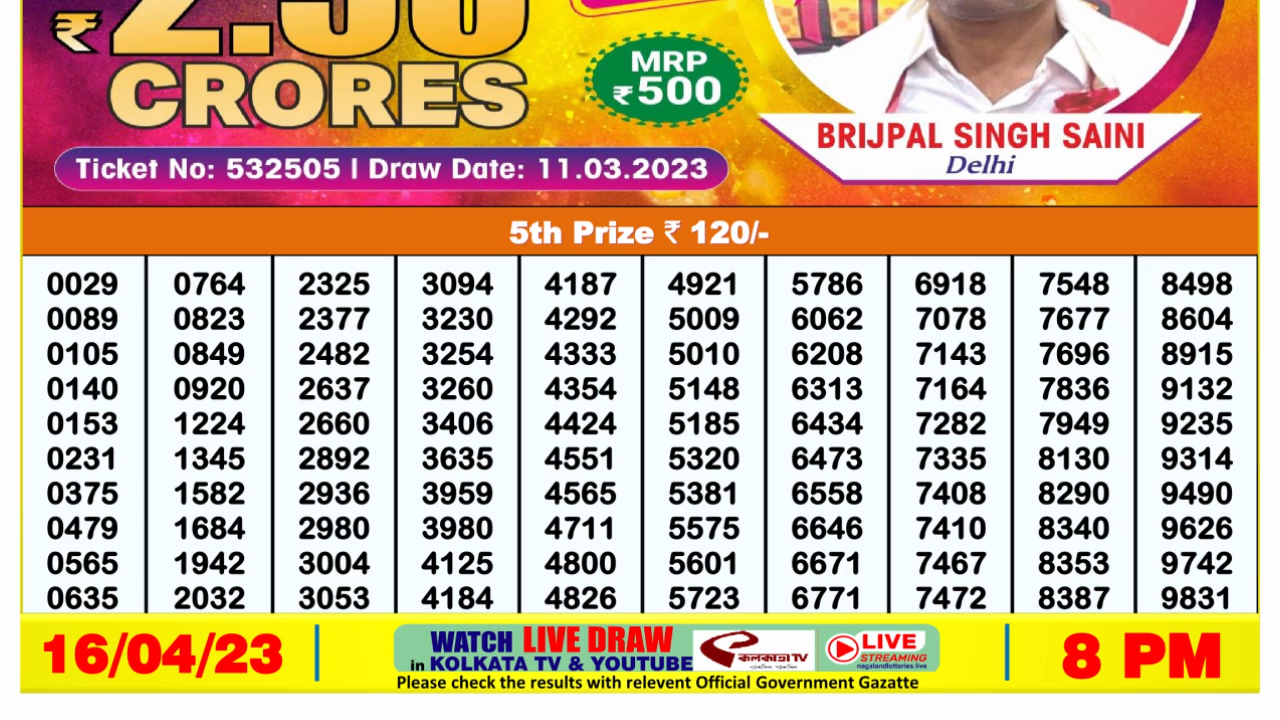 ₹ 2.50
CRORES
MRP
₹500
BRIJPAL SINGH SAINI
Delhi
Ticket No: 532505 | Draw Date: 11.03.2023
5th Prize ₹ 120/-
0029 0764 2325 3094 4187 4921 5786 6918 7548 8498
0089 0823 2377 3230 4292 5009 6062 7078 7677 8604
0105 0849 2482 3254 4333 5010 6208 7143 7696 8915
0140 0920 2637 3260 4354 5148 6313 7164 7836 9132
0153 1224 2660 3406 4424 5185 6434 7282 7949 9235
0231 1345 2892 3635 4551 5320 6473 7335 8130 9314
0375 1582 2936 3959 4565 5381 6558 7408 8290 9490
0479 1684 2980 3980 4711 5575 6646 7410 8340 9626
0565 1942 3004 4125 4800 5601 6671 7467 8353 9742
0635 2032 3053 4184 4826 5723 6771 7472 8387 9831
16/04/23
WATCH LIVE DRAW
in KOLKATA TV & YOUTUBE
কলকাতা TV
LIVE
STREAMING
nagalandlotteries.live
Please check the results with relevent Official Government Gazatte
8 PM